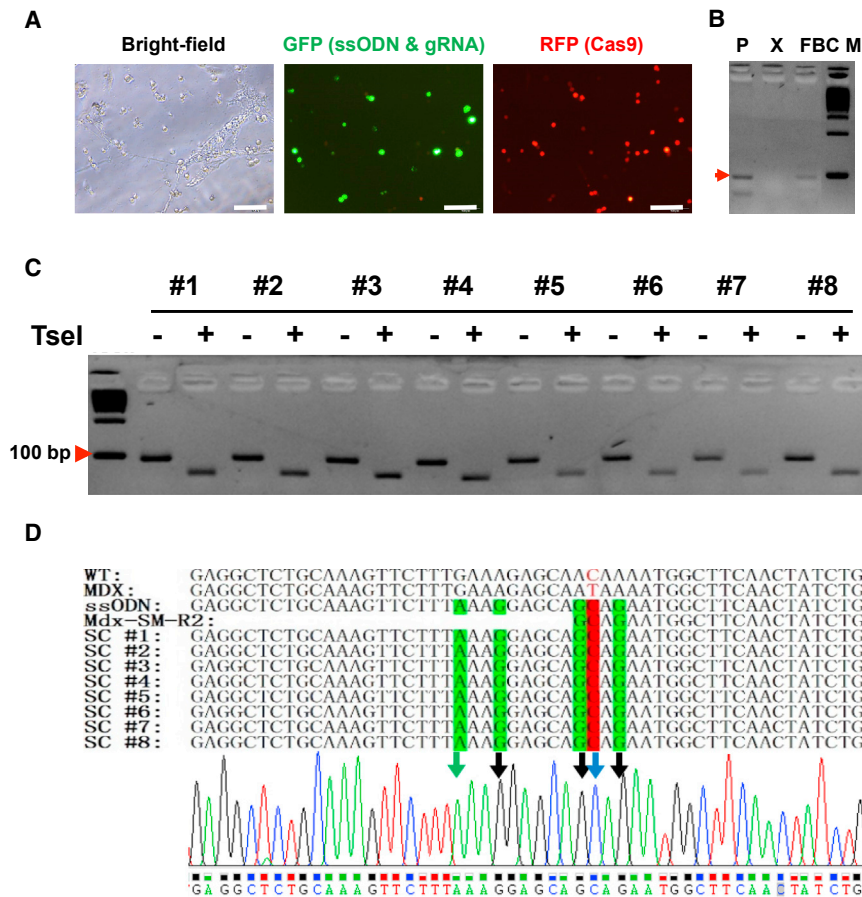 A
Bright-field
GFP (ssODN & gRNA)
RFP (Cas9)
B
P X FBC M
C
#1 #2 #3 #4 #5 #6 #7 #8
TseI - + - + - + - + - + - + - + - +
100 bp
D
WT: GAGGCTCTGCAAAGTTCTTTGAAAGAGCAACAAAATGGCTTCAACTATCTG
MDX: GAGGCTCTGCAAAGTTCTTTGAAAGAGCAATAAAATGGCTTCAACTATCTG
ssODN: GAGGCTCTGCAAAGTTCTTTAAAGGAGCAGCAGAATGGCTTCAACTATCTG
Mdx-SM-R2: GCAGAATGGCTTCAACTATCTG
SC #1: GAGGCTCTGCAAAGTTCTTTAAAGGAGCAGCAGAATGGCTTCAACTATCTG
SC #2: GAGGCTCTGCAAAGTTCTTTAAAGGAGCAGCAGAATGGCTTCAACTATCTG
SC #3: GAGGCTCTGCAAAGTTCTTTAAAGGAGCAGCAGAATGGCTTCAACTATCTG
SC #4: GAGGCTCTGCAAAGTTCTTTAAAGGAGCAGCAGAATGGCTTCAACTATCTG
SC #5: GAGGCTCTGCAAAGTTCTTTAAAGGAGCAGCAGAATGGCTTCAACTATCTG
SC #6: GAGGCTCTGCAAAGTTCTTTAAAGGAGCAGCAGAATGGCTTCAACTATCTG
SC #7: GAGGCTCTGCAAAGTTCTTTAAAGGAGCAGCAGAATGGCTTCAACTATCTG
SC #8: GAGGCTCTGCAAAGTTCTTTAAAGGAGCAGCAGAATGGCTTCAACTATCTG
GAGGCTCTGCAAAGTTCTTTAAAGGAGCAGCAGAATGGCTTCAACTATCTG